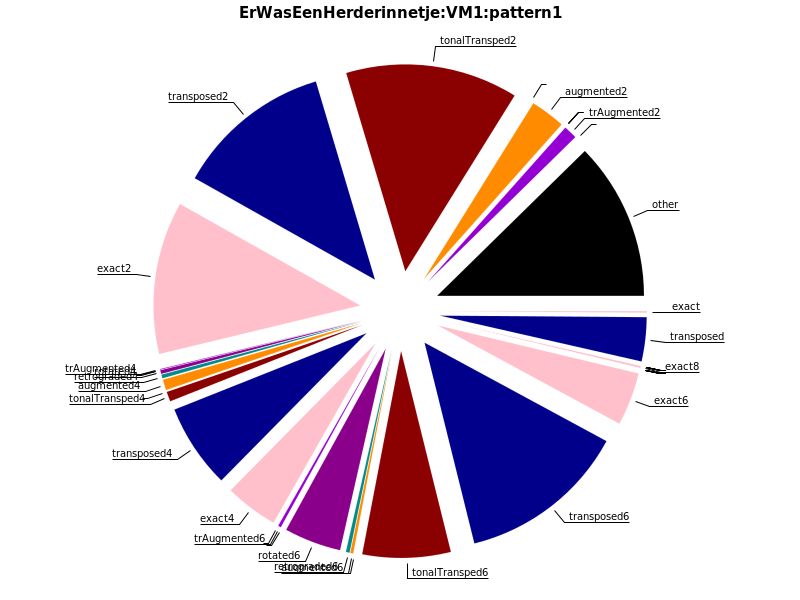 ErWasEenHerderinnetje:VM1:pattern1
tonalTransped2
augmented2
transposed2
trAugmented2
other
exact2
exact
transposed
exact8
trAugmented4
retrograded4
augmented4
tonalTransped4
exact6
transposed4
exact4
transposed6
trAugmented6
rotated6
retrograded6
augmented6
tonalTransped6